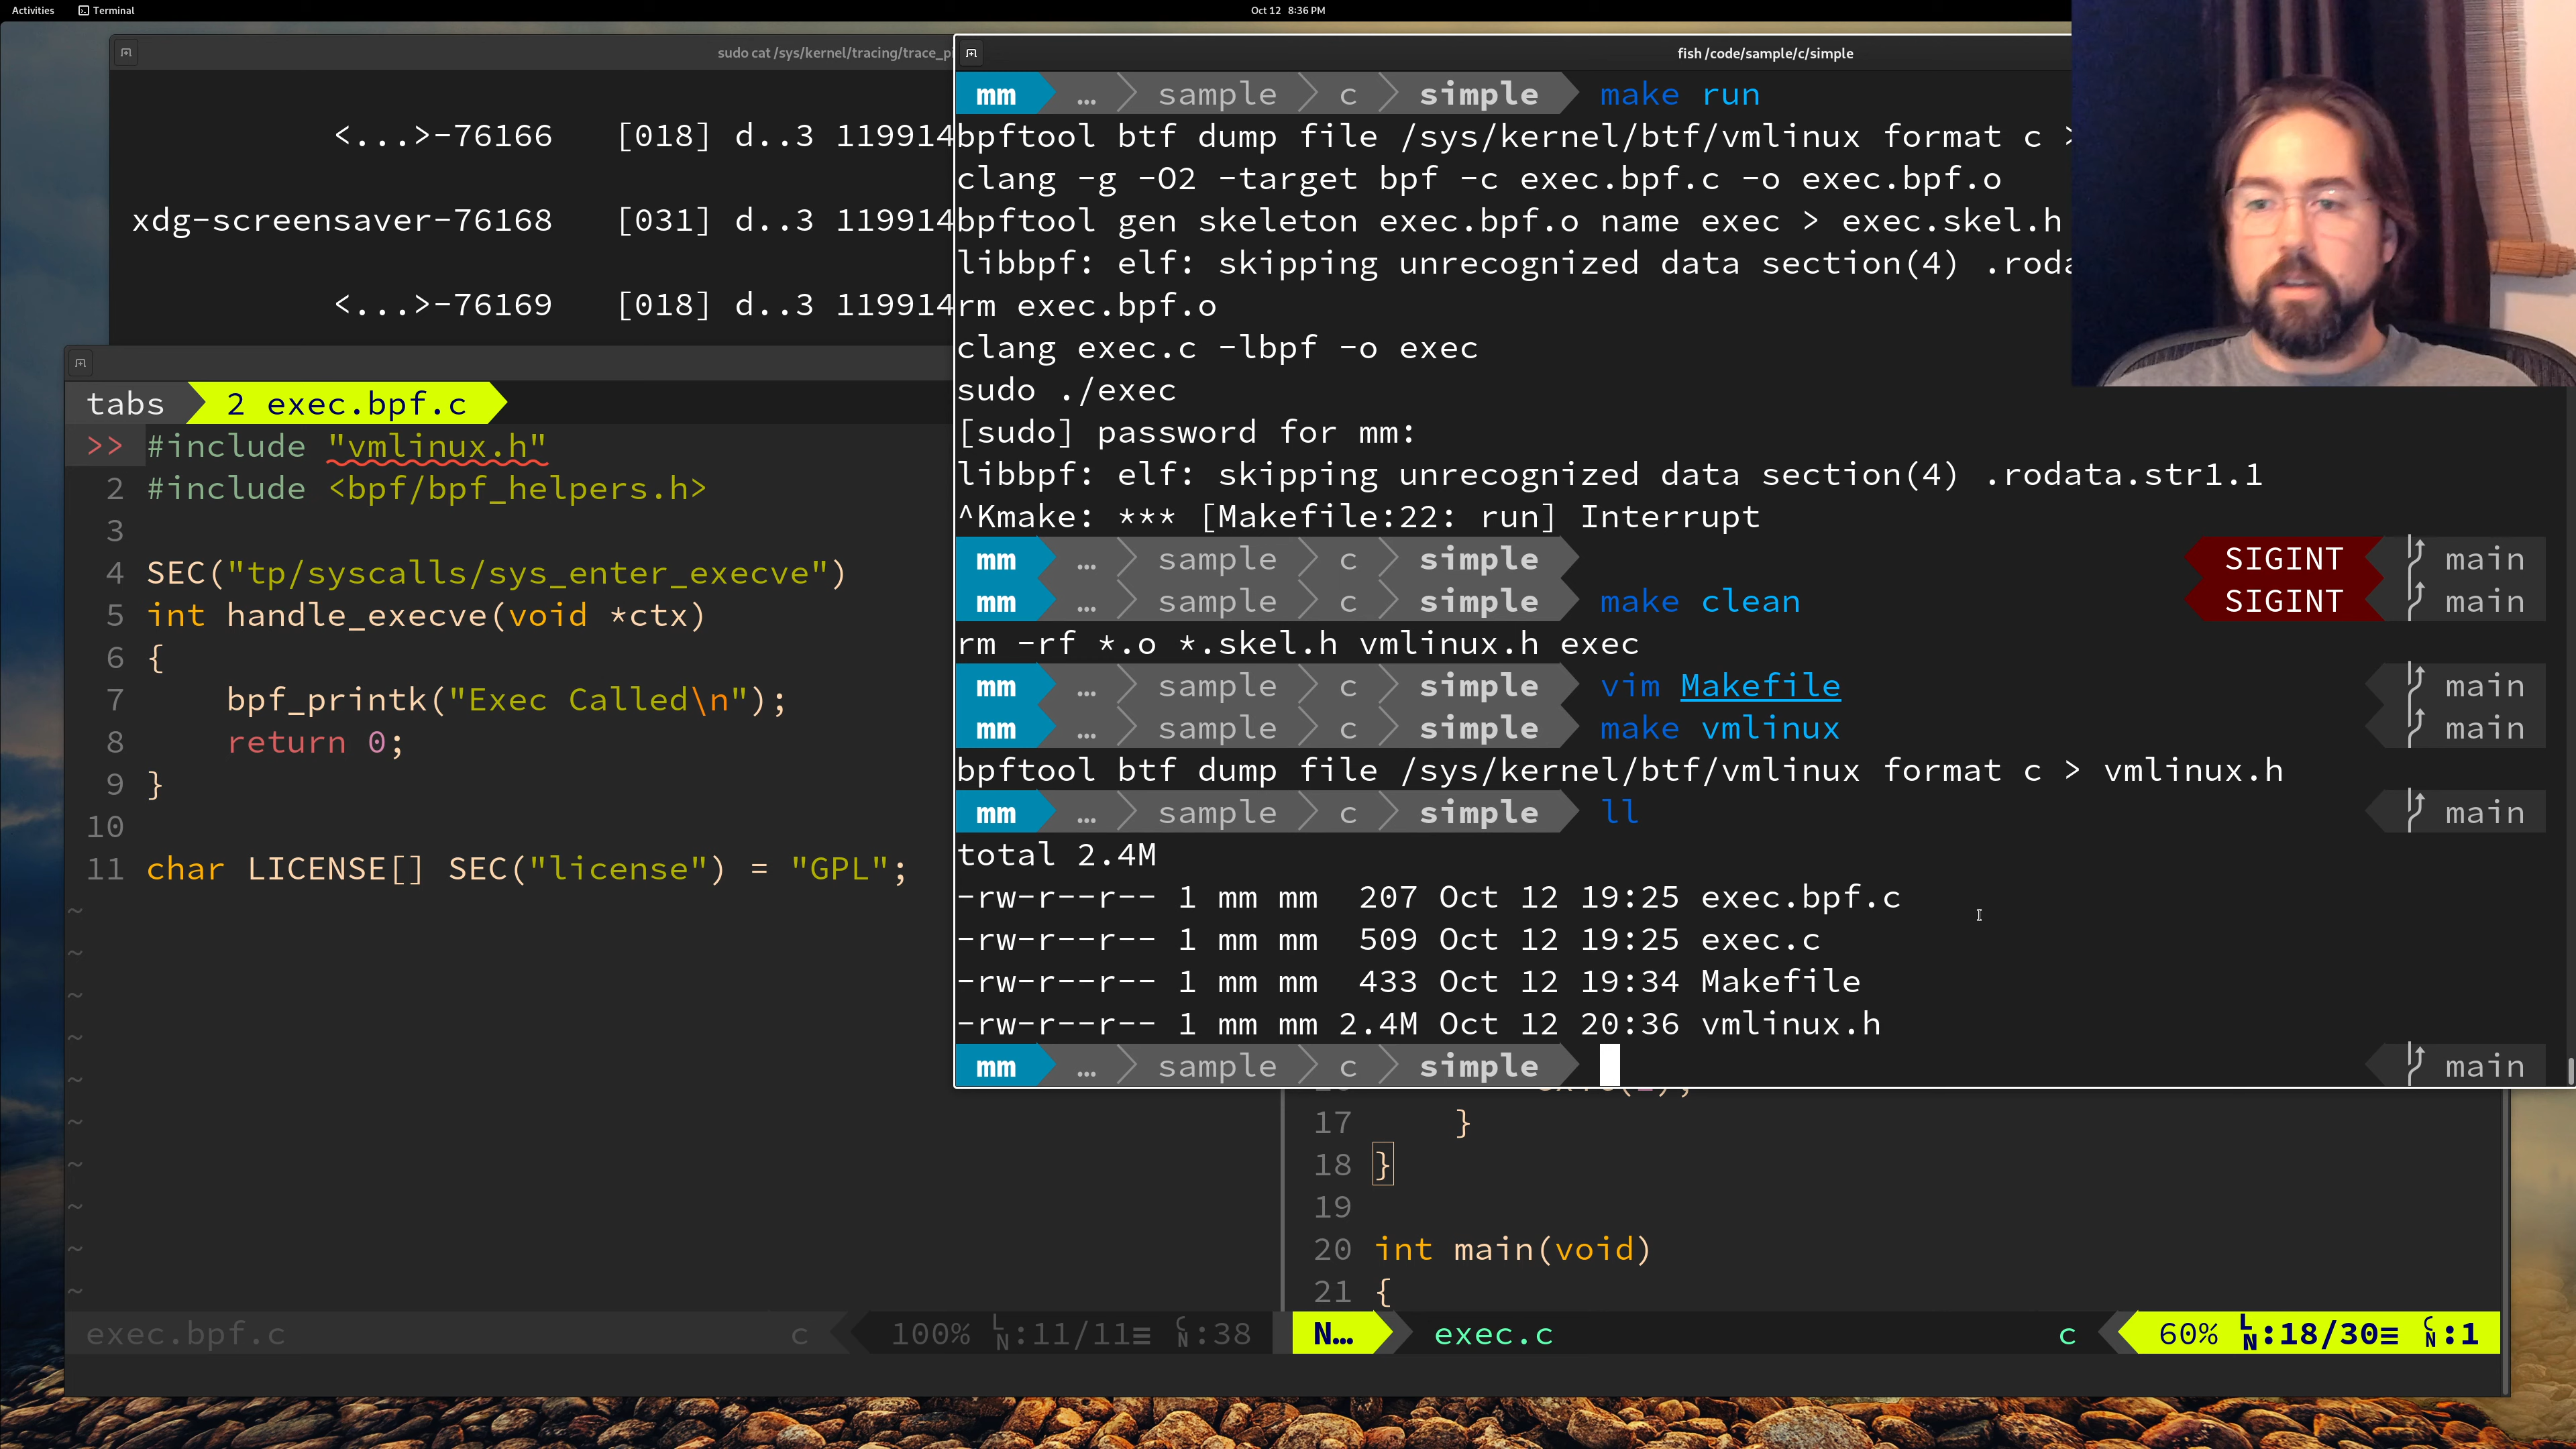 Activities
Terminal
Oct 12 8:36 PM
sudo cat /sys/kernel/tracing/trace_pi
<...>-76166 [018] d..3 119914
xdg-screensaver-76168 [031] d..3 119914
<...>-76169 [018] d..3 119914
fish /code/sample/c/simple
mm … sample c simple make run
bpftool btf dump file /sys/kernel/btf/vmlinux format c >
clang -g -O2 -target bpf -c exec.bpf.c -o exec.bpf.o
bpftool gen skeleton exec.bpf.o name exec > exec.skel.h
libbpf: elf: skipping unrecognized data section(4) .roda
rm exec.bpf.o
clang exec.c -lbpf -o exec
sudo ./exec
[sudo] password for mm:
libbpf: elf: skipping unrecognized data section(4) .rodata.str1.1
^Kmake: *** [Makefile:22: run] Interrupt
mm … sample c simple SIGINT main
mm … sample c simple make clean SIGINT main
rm -rf *.o *.skel.h vmlinux.h exec
mm … sample c simple vim Makefile main
mm … sample c simple make vmlinux main
bpftool btf dump file /sys/kernel/btf/vmlinux format c > vmlinux.h
mm … sample c simple ll main
total 2.4M
-rw-r--r-- 1 mm mm 207 Oct 12 19:25 exec.bpf.c
-rw-r--r-- 1 mm mm 509 Oct 12 19:25 exec.c
-rw-r--r-- 1 mm mm 433 Oct 12 19:34 Makefile
-rw-r--r-- 1 mm mm 2.4M Oct 12 20:36 vmlinux.h
mm … sample c simple main
tabs 2 exec.bpf.c
>> #include "vmlinux.h"
2 #include <bpf/bpf_helpers.h>
3
4 SEC("tp/syscalls/sys_enter_execve")
5 int handle_execve(void *ctx)
6 {
7 bpf_printk("Exec Called\n");
8 return 0;
9 }
10
11 char LICENSE[] SEC("license") = "GPL";
~
~
~
~
~
~
~
~
~
~
exec.bpf.c c 100% LN:11/11≡ CN:38
17 }
18 }
19
20 int main(void)
21 {
N… exec.c c 60% LN:18/30≡ CN:1